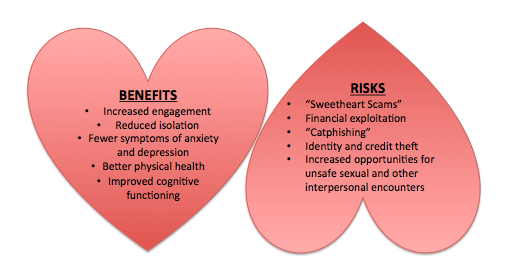 BENEFITS
• Increased engagement
• Reduced isolation
• Fewer symptoms of anxiety
and depression
• Better physical health
• Improved cognitive
functioning
RISKS
• “Sweetheart Scams”
• Financial exploitation
• “Catphishing”
• Identity and credit theft
• Increased opportunities for
unsafe sexual and other
interpersonal encounters